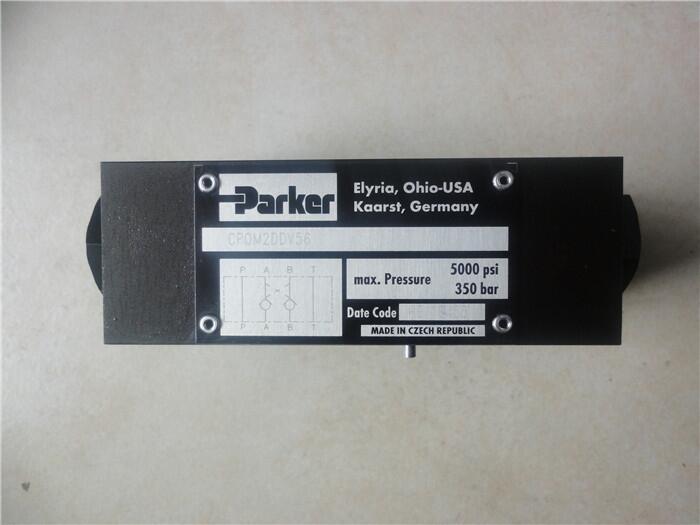 Parker
Elyria, Ohio-USA
Kaarst, Germany
CPOM2DDV56
P A B T
P A B T
max. Pressure 5000 psi
350 bar
Date Code
MADE IN CZECH REPUBLIC